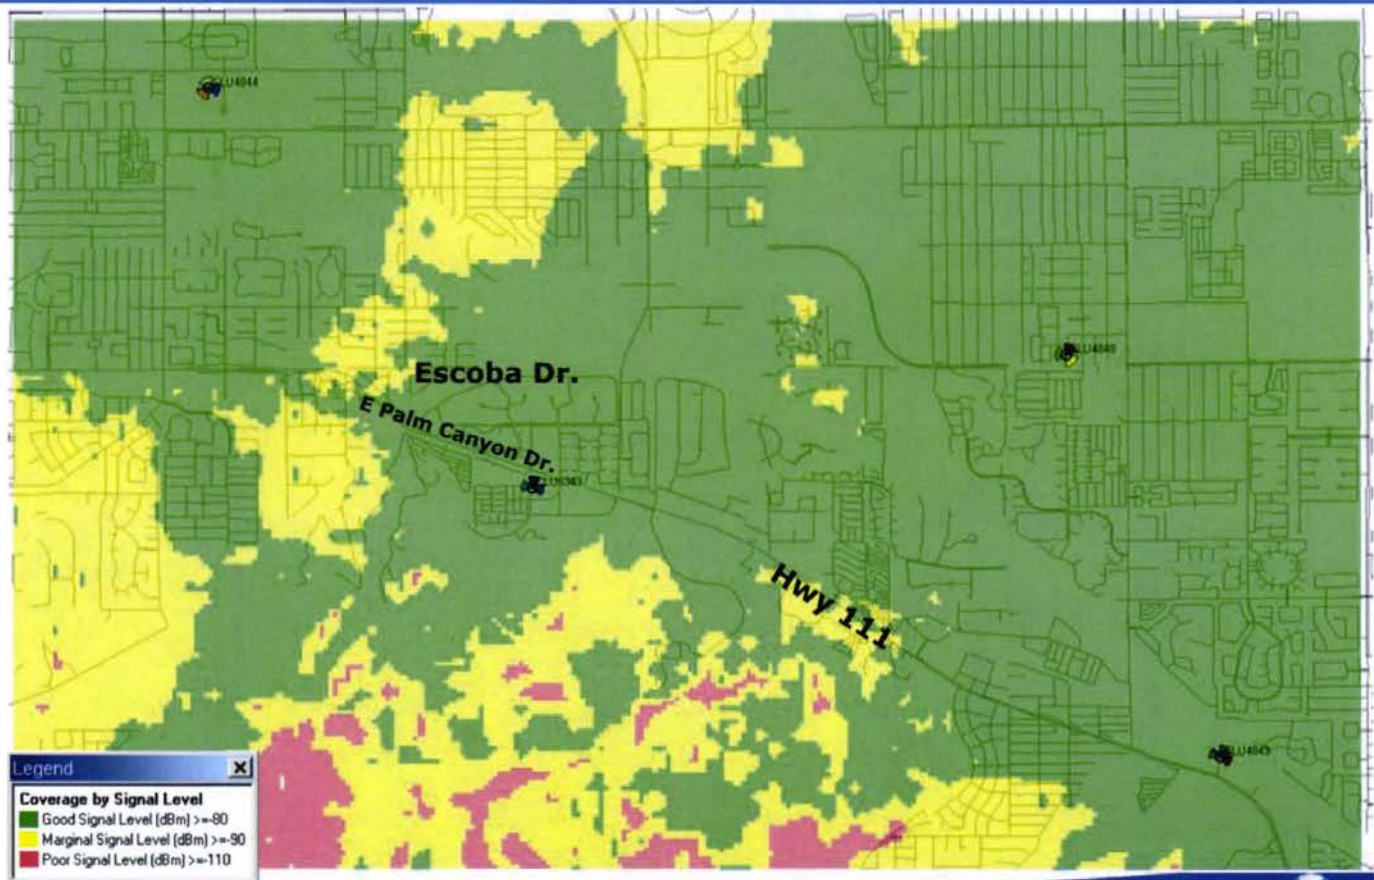 LU4044
Escoba Dr.
E Palm Canyon Dr.
Hwy 111
Legend
Coverage by Signal Level
Good Signal Level (dBm) >=-80
Marginal Signal Level (dBm) >=-90
Poor Signal Level (dBm) >=-110